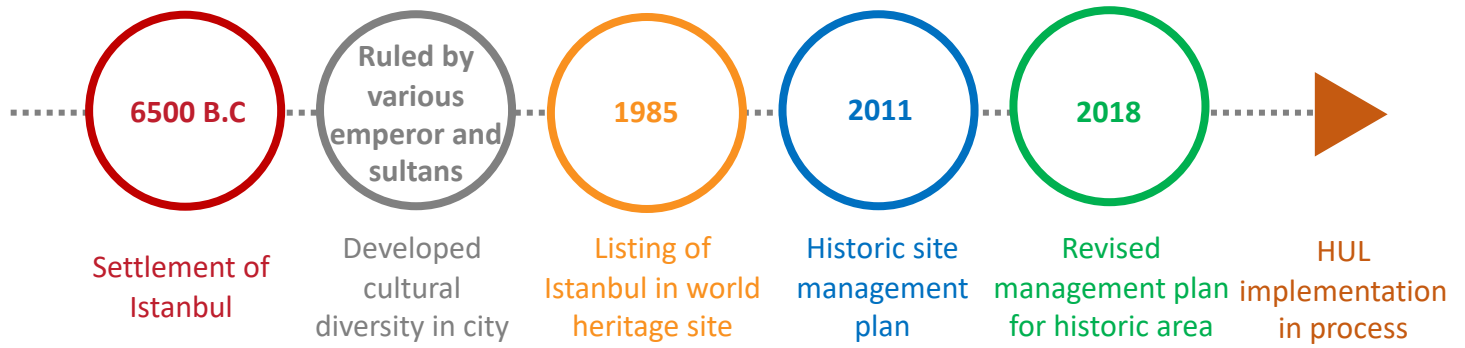 6500 B.C
Ruled by
various
emperor and
sultans
1985
2011
2018
Settlement of
Istanbul
Developed
cultural
diversity in city
Listing of
Istanbul in world
heritage site
Historic site
management
plan
Revised
management plan
for historic area
HUL
implementation
in process